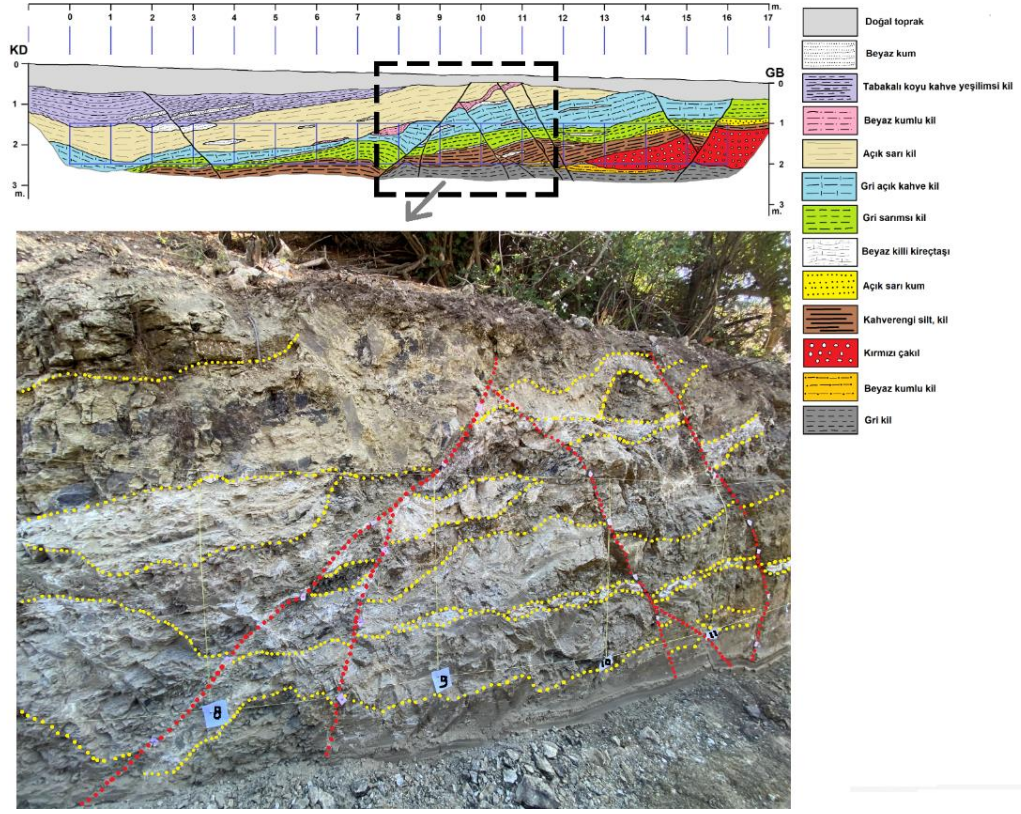 0 1 2 3 4 5 6 7 8 9 10 11 12 13 14 15 16 17
m.
KD
GB
0
1
2
3
m.
0
1
2
3
m.
Doğal toprak
Beyaz kum
Tabakalı koyu kahve yeşilimsi kil
Beyaz kumlu kil
Açık sarı kil
Gri açık kahve kil
Gri sarımsı kil
Beyaz killi kireçtaşı
Açık sarı kum
Kahverengi silt, kil
Kırmızı çakıl
Beyaz kumlu kil
Gri kil
8
9
10
11